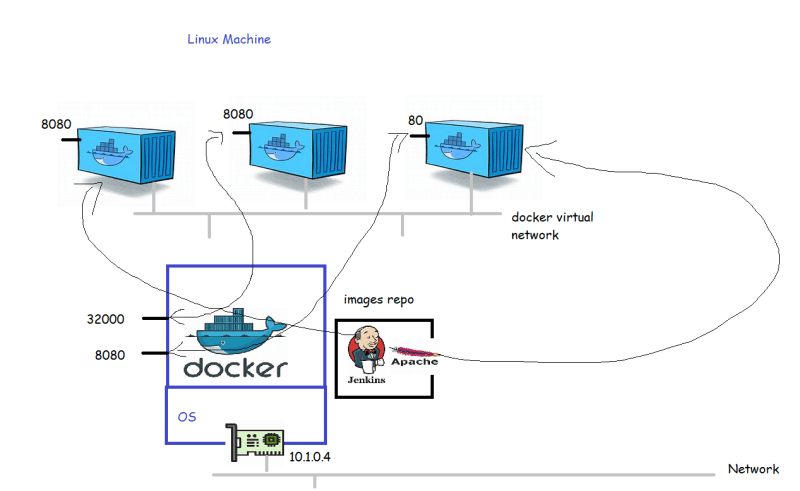 Linux Machine
8080
8080
80
docker virtual
network
images repo
32000
8080
docker
Jenkins
Apache
OS
10.1.0.4
Network